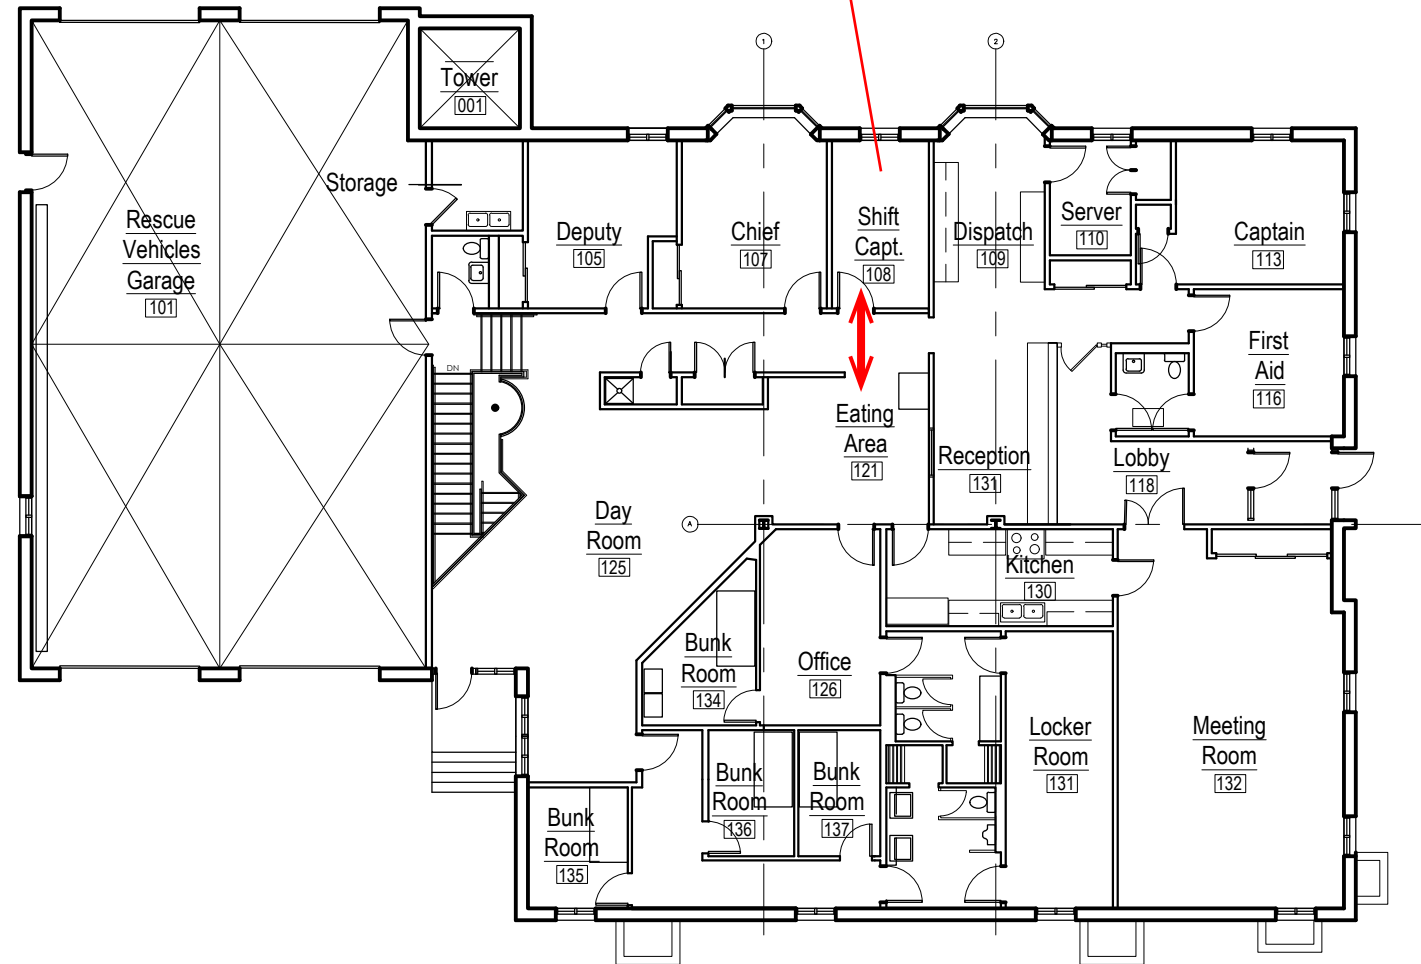 1
2
Tower
001
Storage
Rescue
Vehicles
Garage
101
Deputy
105
Chief
107
Shift
Capt.
108
Dispatch
109
Server
110
Captain
113
First
Aid
116
DN
Eating
Area
121
Reception
131
Lobby
118
A
Day
Room
125
Kitchen
130
Bunk
Room
134
Office
126
Locker
Room
131
Meeting
Room
132
Bunk
Room
136
Bunk
Room
137
Bunk
Room
135